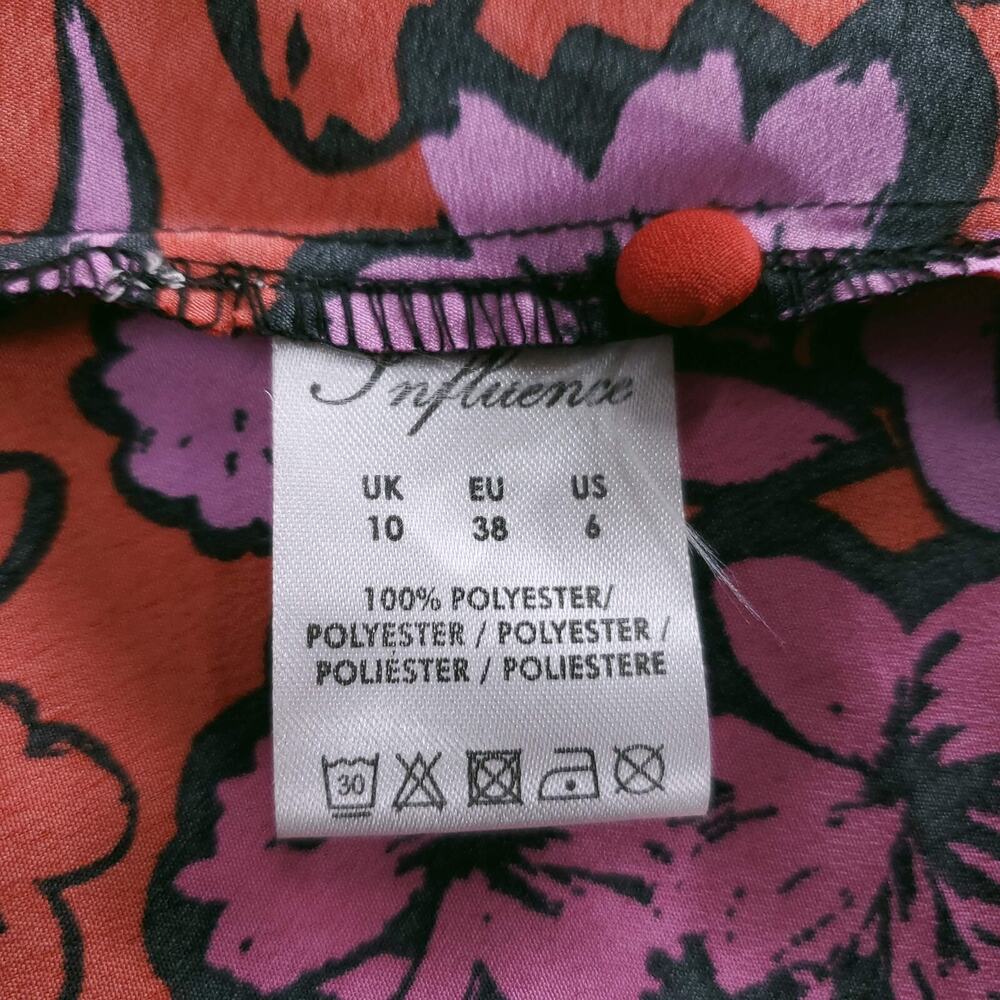 Influence
UK EU US
10 38 6
100% POLYESTER/
POLYESTER / POLYESTER /
POLIÉSTER / POLIESTERE
30